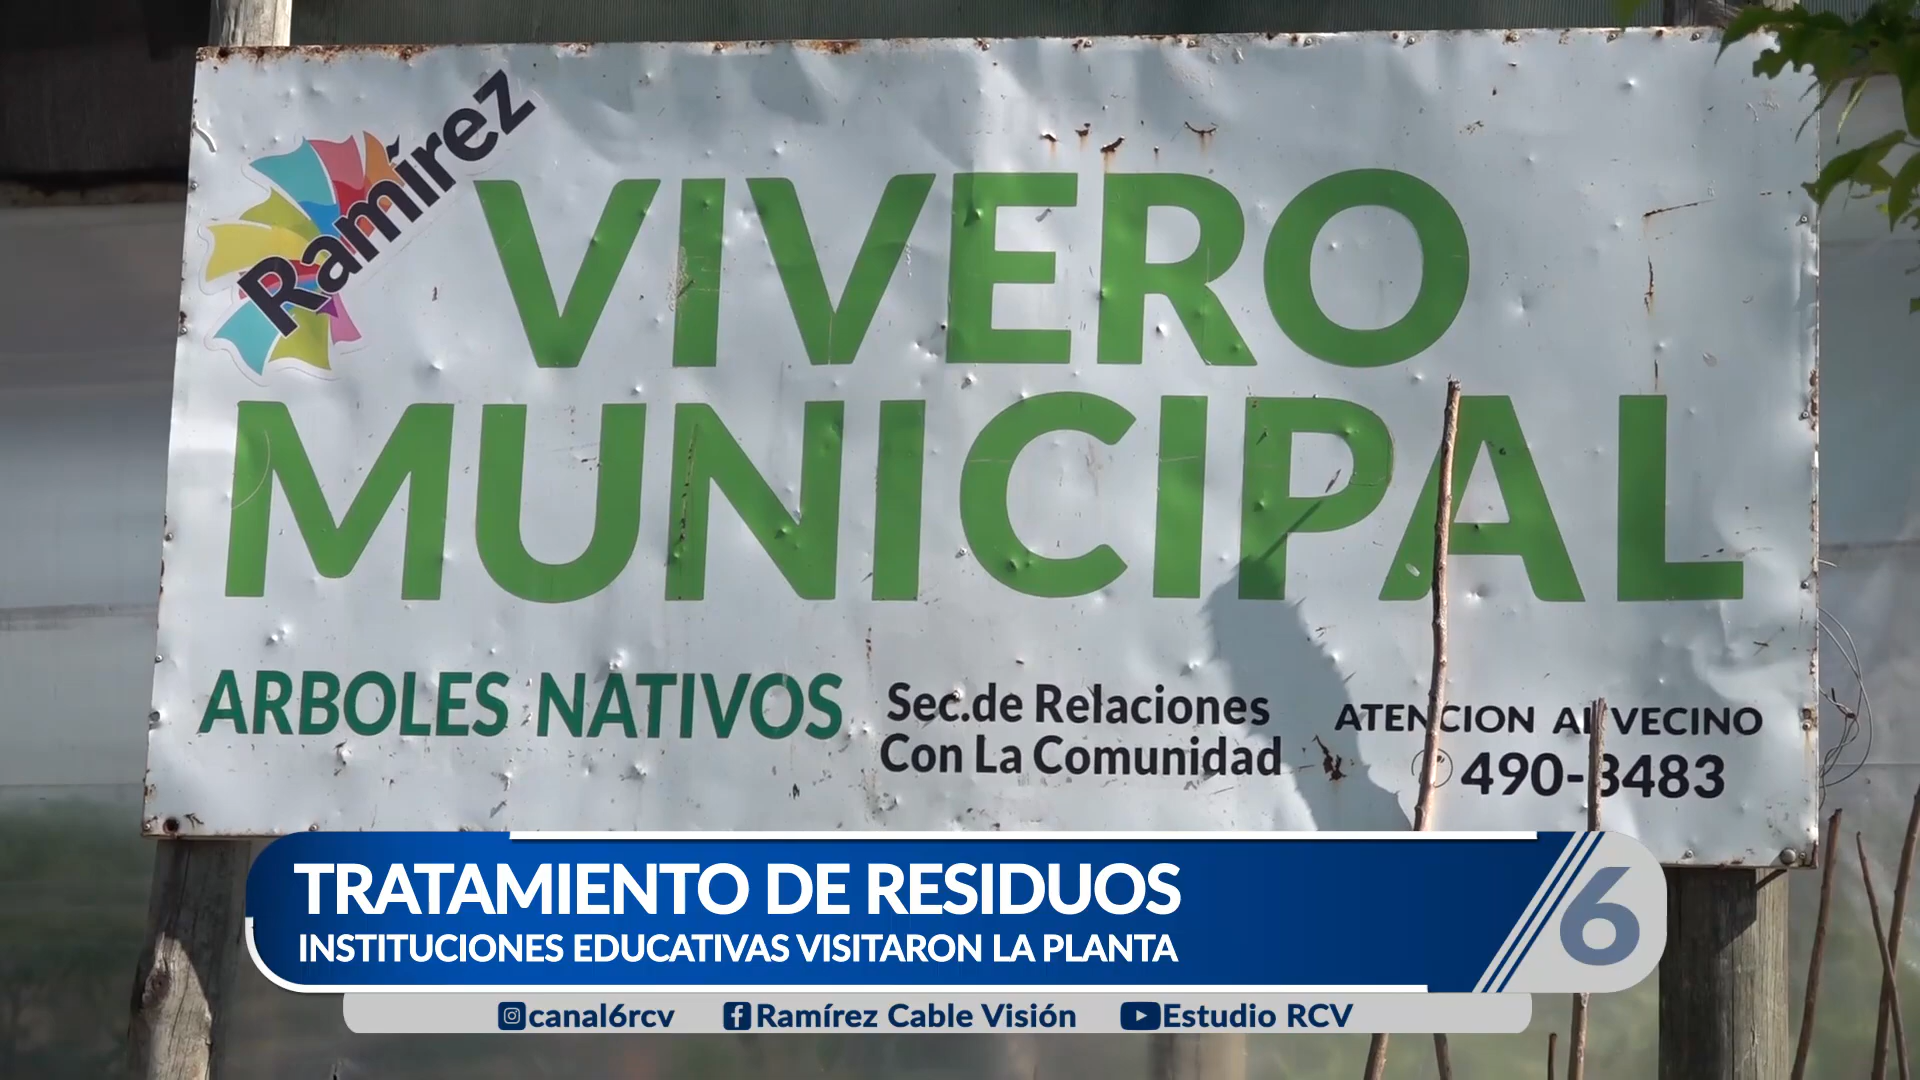 Ramírez
VIVERO
MUNICIPAL
ARBOLES NATIVOS
Sec.de Relaciones
Con La Comunidad
ATENCION AL VECINO
490-3483
TRATAMIENTO DE RESIDUOS
INSTITUCIONES EDUCATIVAS VISITARON LA PLANTA
6
canal6rcv Ramírez Cable Visión Estudio RCV